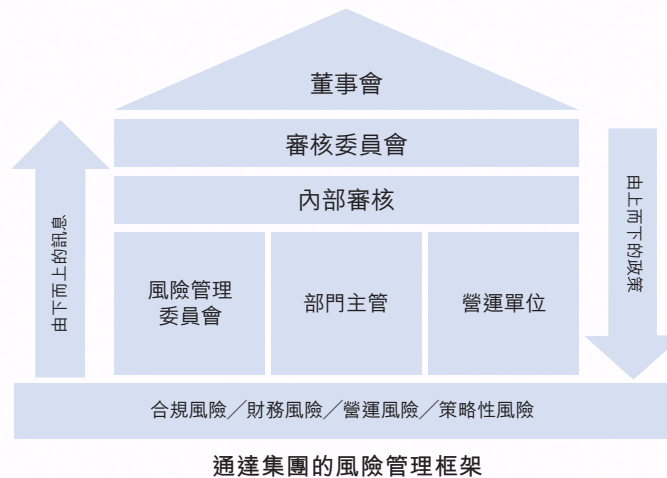 董事會
審核委員會
內部審核
由下而上的訊息
風險管理
委員會
部門主管
營運單位
由上而下的政策
合規風險╱財務風險╱營運風險╱策略性風險
通達集團的風險管理框架